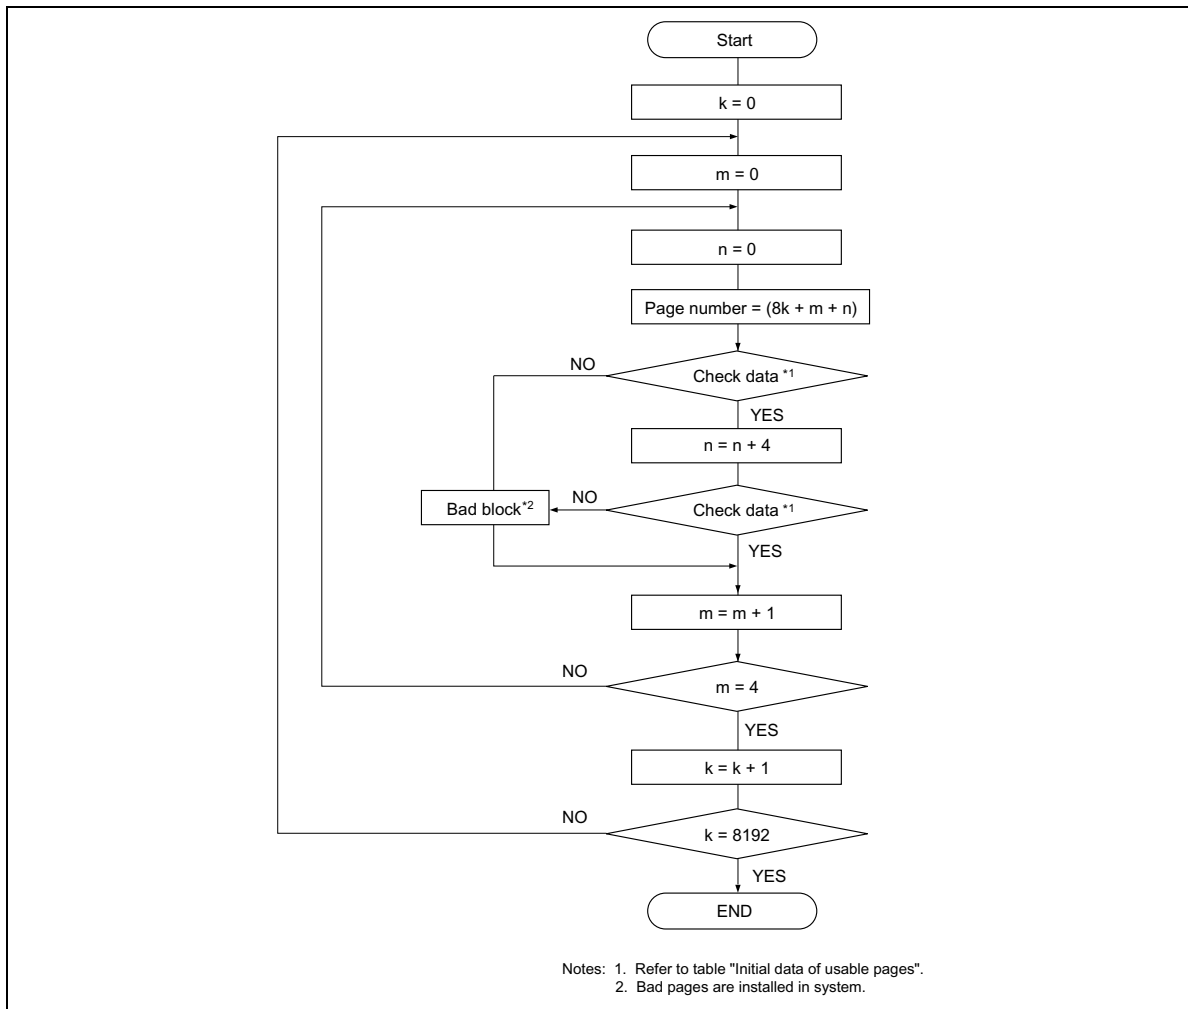 Start
k = 0
m = 0
n = 0
Page number = (8k + m + n)
NO
Check data *1
YES
n = n + 4
Bad block*2
NO
Check data *1
YES
m = m + 1
NO
m = 4
YES
k = k + 1
NO
k = 8192
YES
END
Notes: 1. Refer to table "Initial data of usable pages".
2. Bad pages are installed in system.